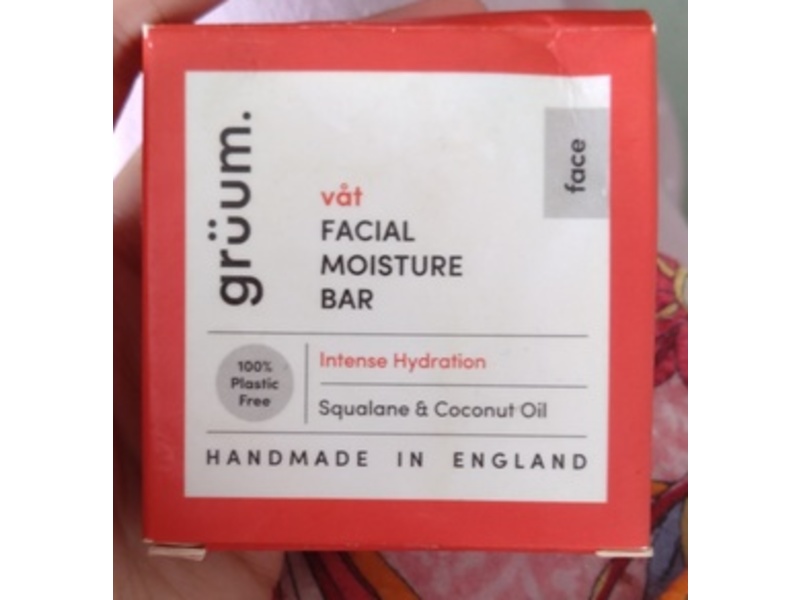 grüum.
face
våt
FACIAL
MOISTURE
BAR
100%
Plastic
Free
Intense Hydration
Squalane & Coconut Oil
HANDMADE IN ENGLAND